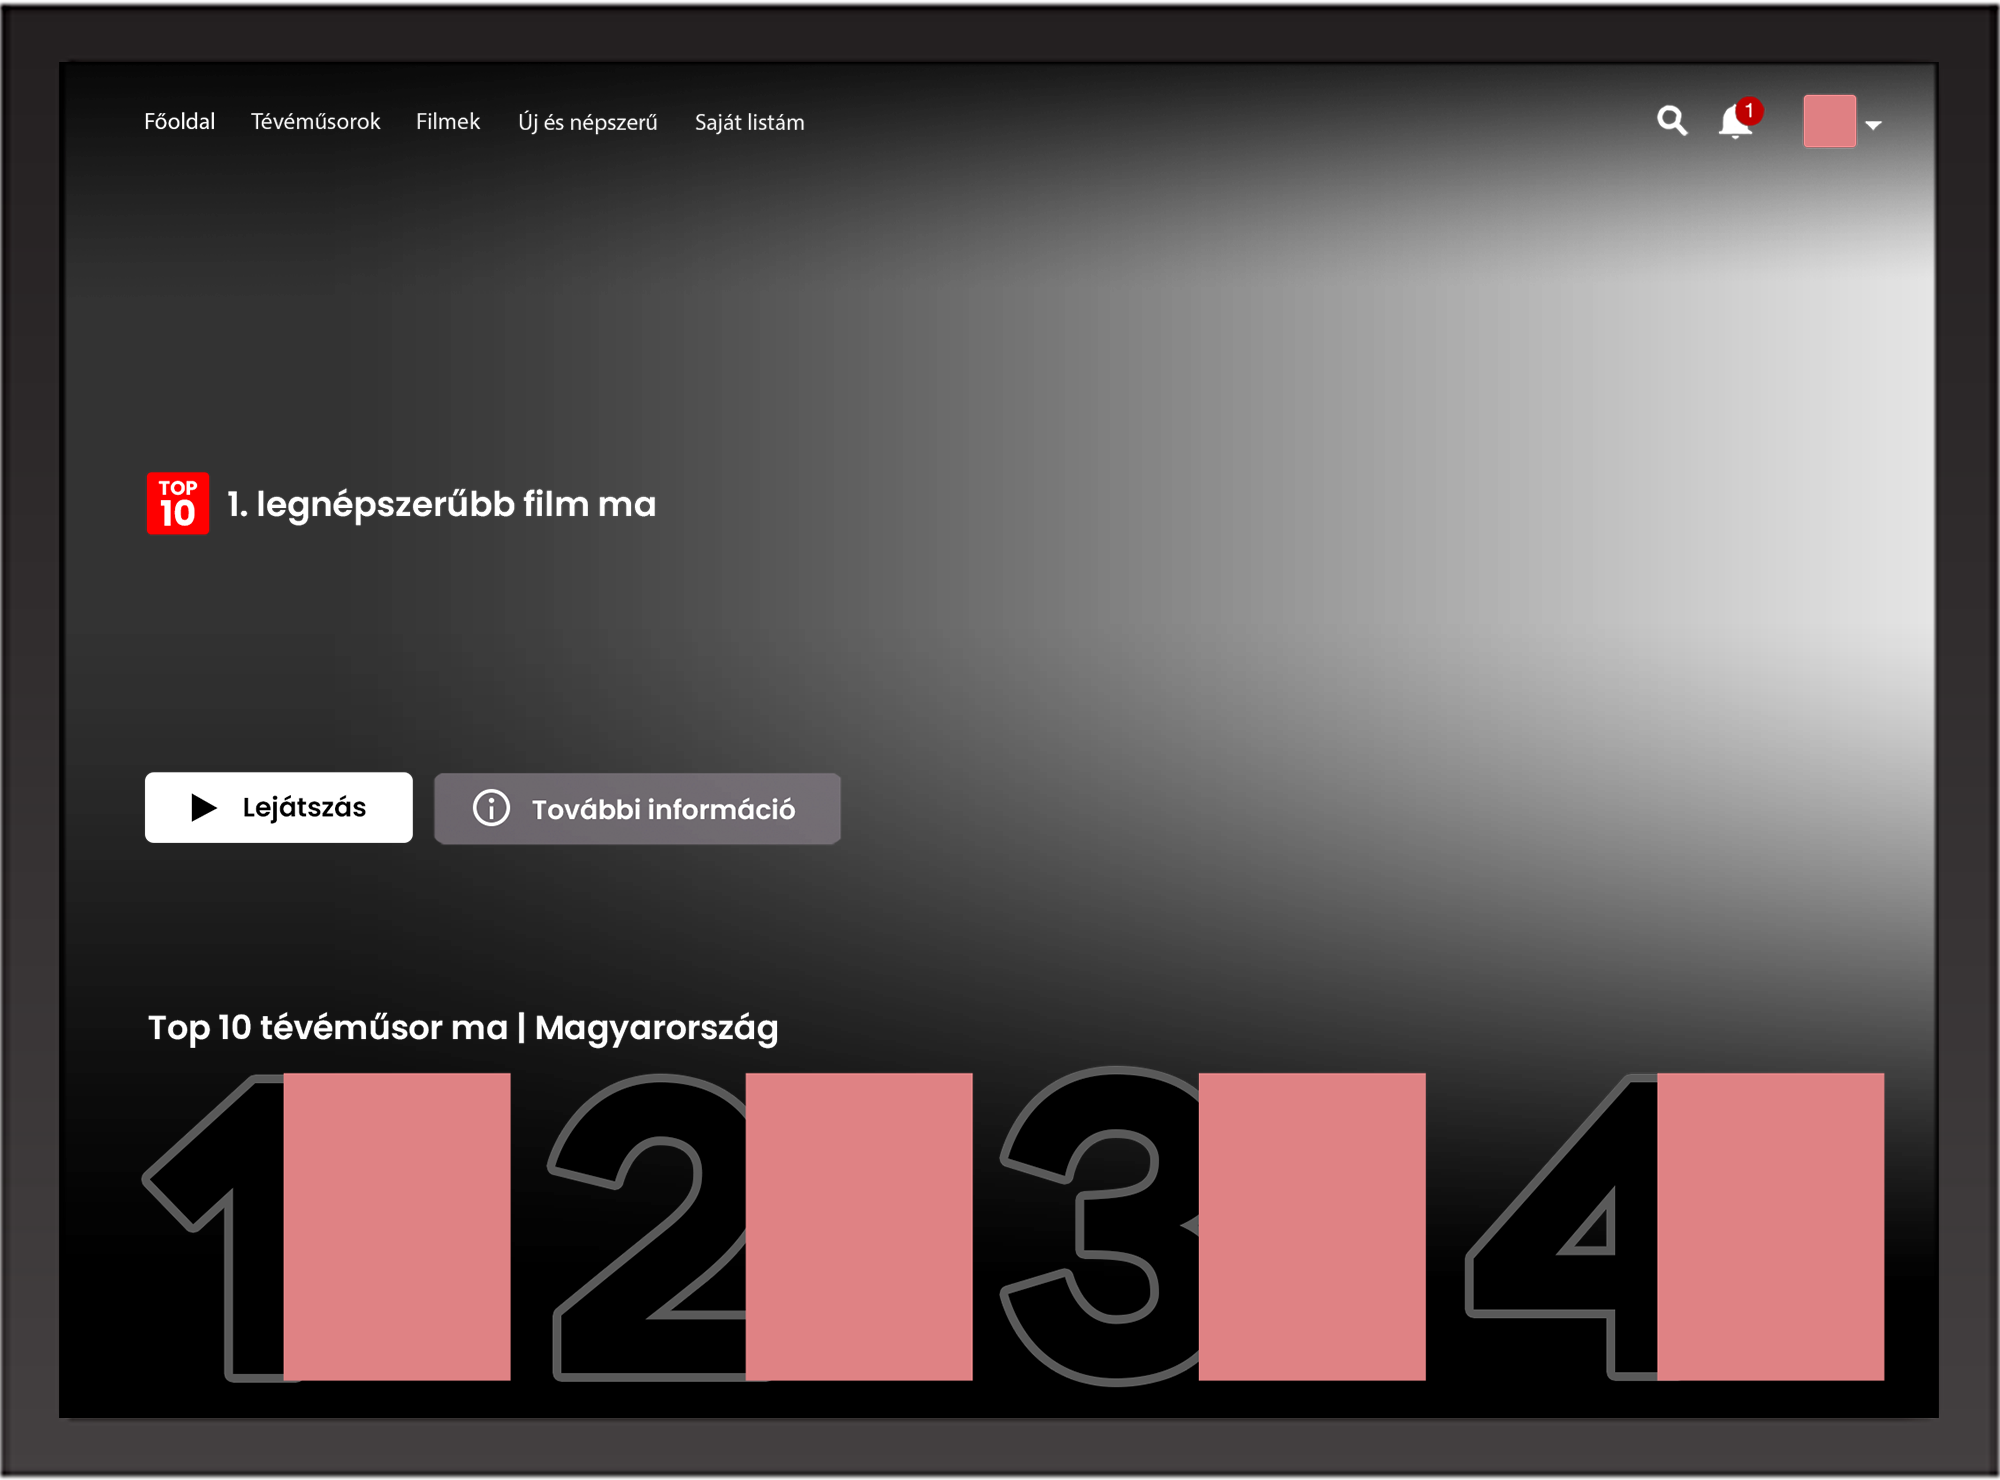 Főoldal Tévéműsorok Filmek Új és népszerű Saját listám
1
TOP
10
1. legnépszerűbb film ma
Lejátszás
További információ
Top 10 tévéműsor ma | Magyarország
1 2 3 4